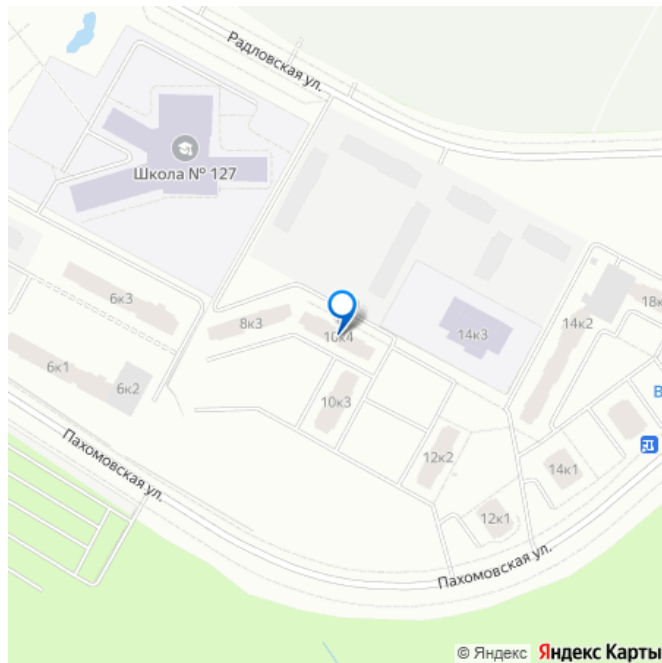 Радловская ул.
Школа № 127
6к3
8к3
10к4
14к3
14к2
18к
6к1
6к2
10к3
В
12к2
14к1
12к1
Пахомовская ул.
Пахомовская ул.
© Яндекс Яндекс Карты